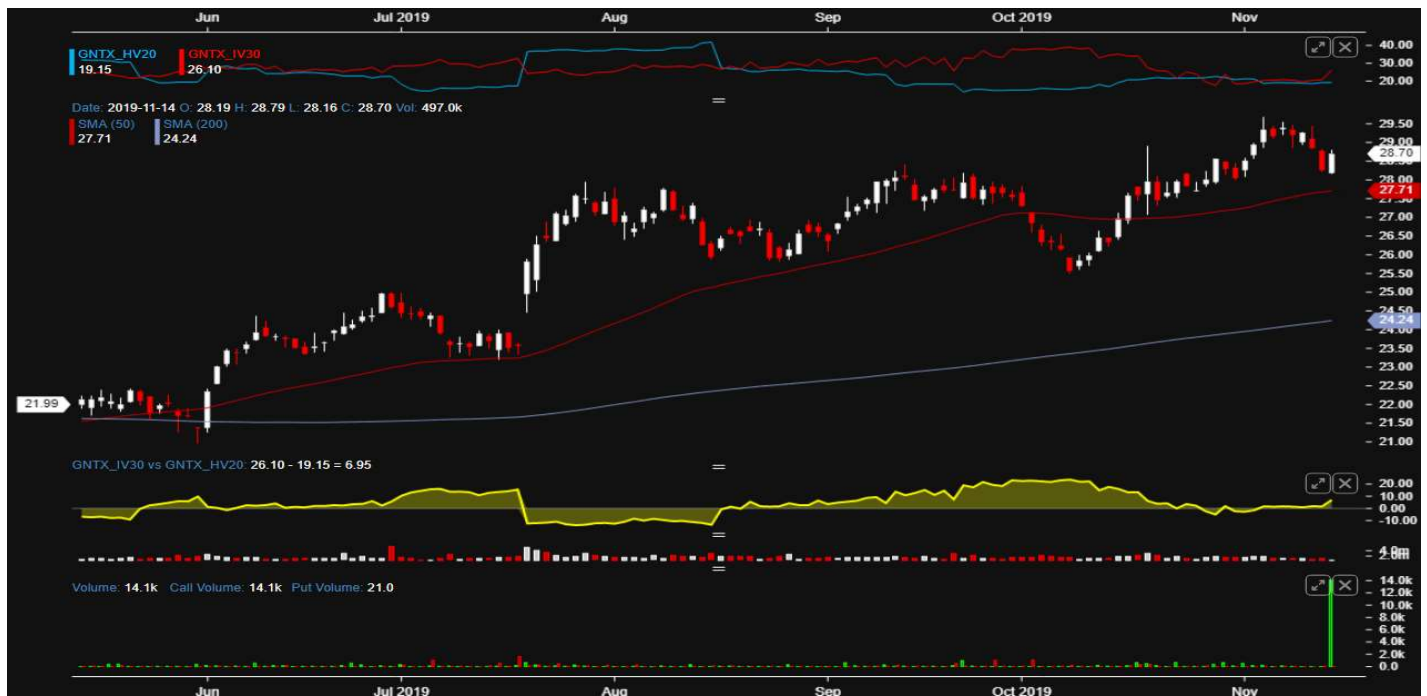 Jun Jul 2019 Aug Sep Oct 2019 Nov
GNTX_HV20 GNTX_IV30
19.15 26.10
40.00
30.00
20.00
Date: 2019-11-14 O: 28.19 H: 28.79 L: 28.16 C: 28.70 Vol: 497.0k
SMA (50) SMA (200)
27.71 24.24
29.50
29.00
28.70
28.00
27.71
27.00
26.50
26.00
25.50
25.00
24.50
24.24
23.50
23.00
22.50
21.99 22.00
21.50
21.00
GNTX_IV30 vs GNTX_HV20: 26.10 - 19.15 = 6.95
20.00
10.00
0.00
-10.00
Volume: 14.1k Call Volume: 14.1k Put Volume: 21.0
14.0k
12.0k
10.0k
8.0k
6.0k
4.0k
2.0k
0.0
Jun Jul 2019 Aug Sep Oct 2019 Nov